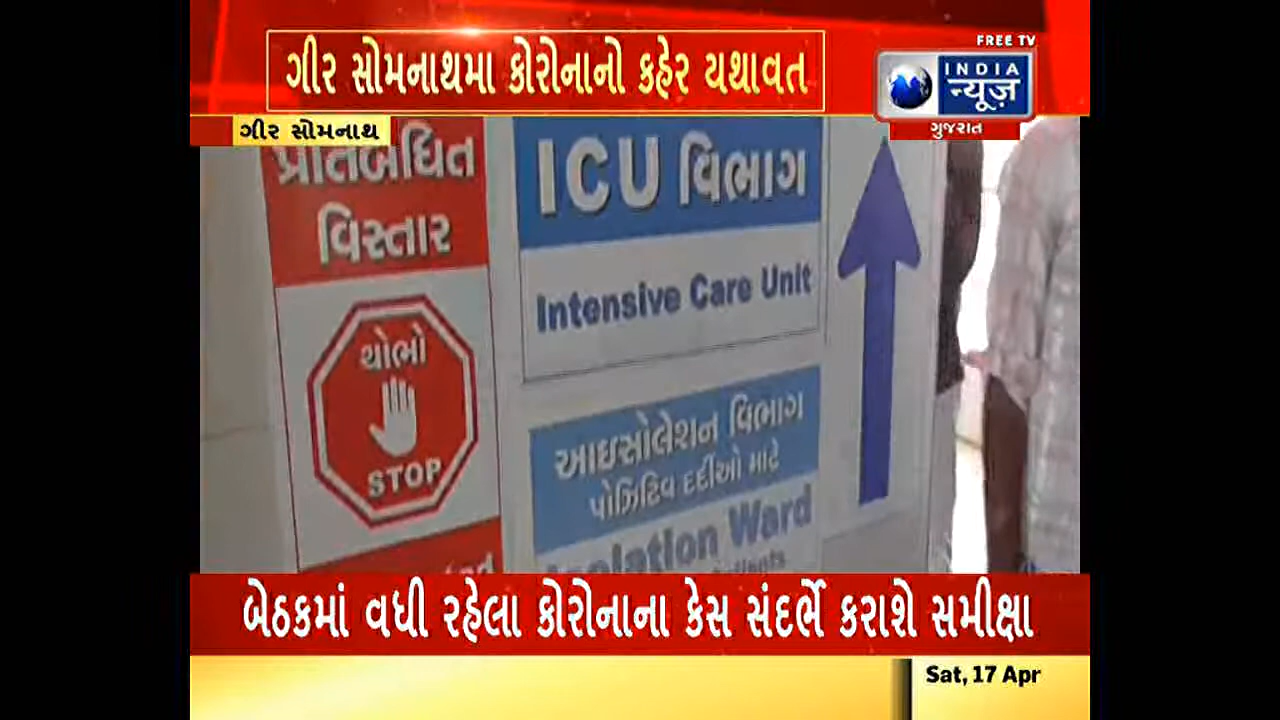 FREE TV
ગીર સોમનાથમા કોરોનાનો કહેર યથાવત
INDIA
न्यूज़
ગુજરાત
ગીર સોમનાથ
પ્રતિબંધિત
વિસ્તાર
થોભો
STOP
ICU વિભાગ
Intensive Care Unit
આઇસોલેશન વિભાગ
પોઝિટિવ દર્દીઓ માટે
Isolation Ward
બેઠકમાં વધી રહેલા કોરોનાના કેસ સંદર્ભે કરાશે સમીક્ષા
Sat, 17 Apr